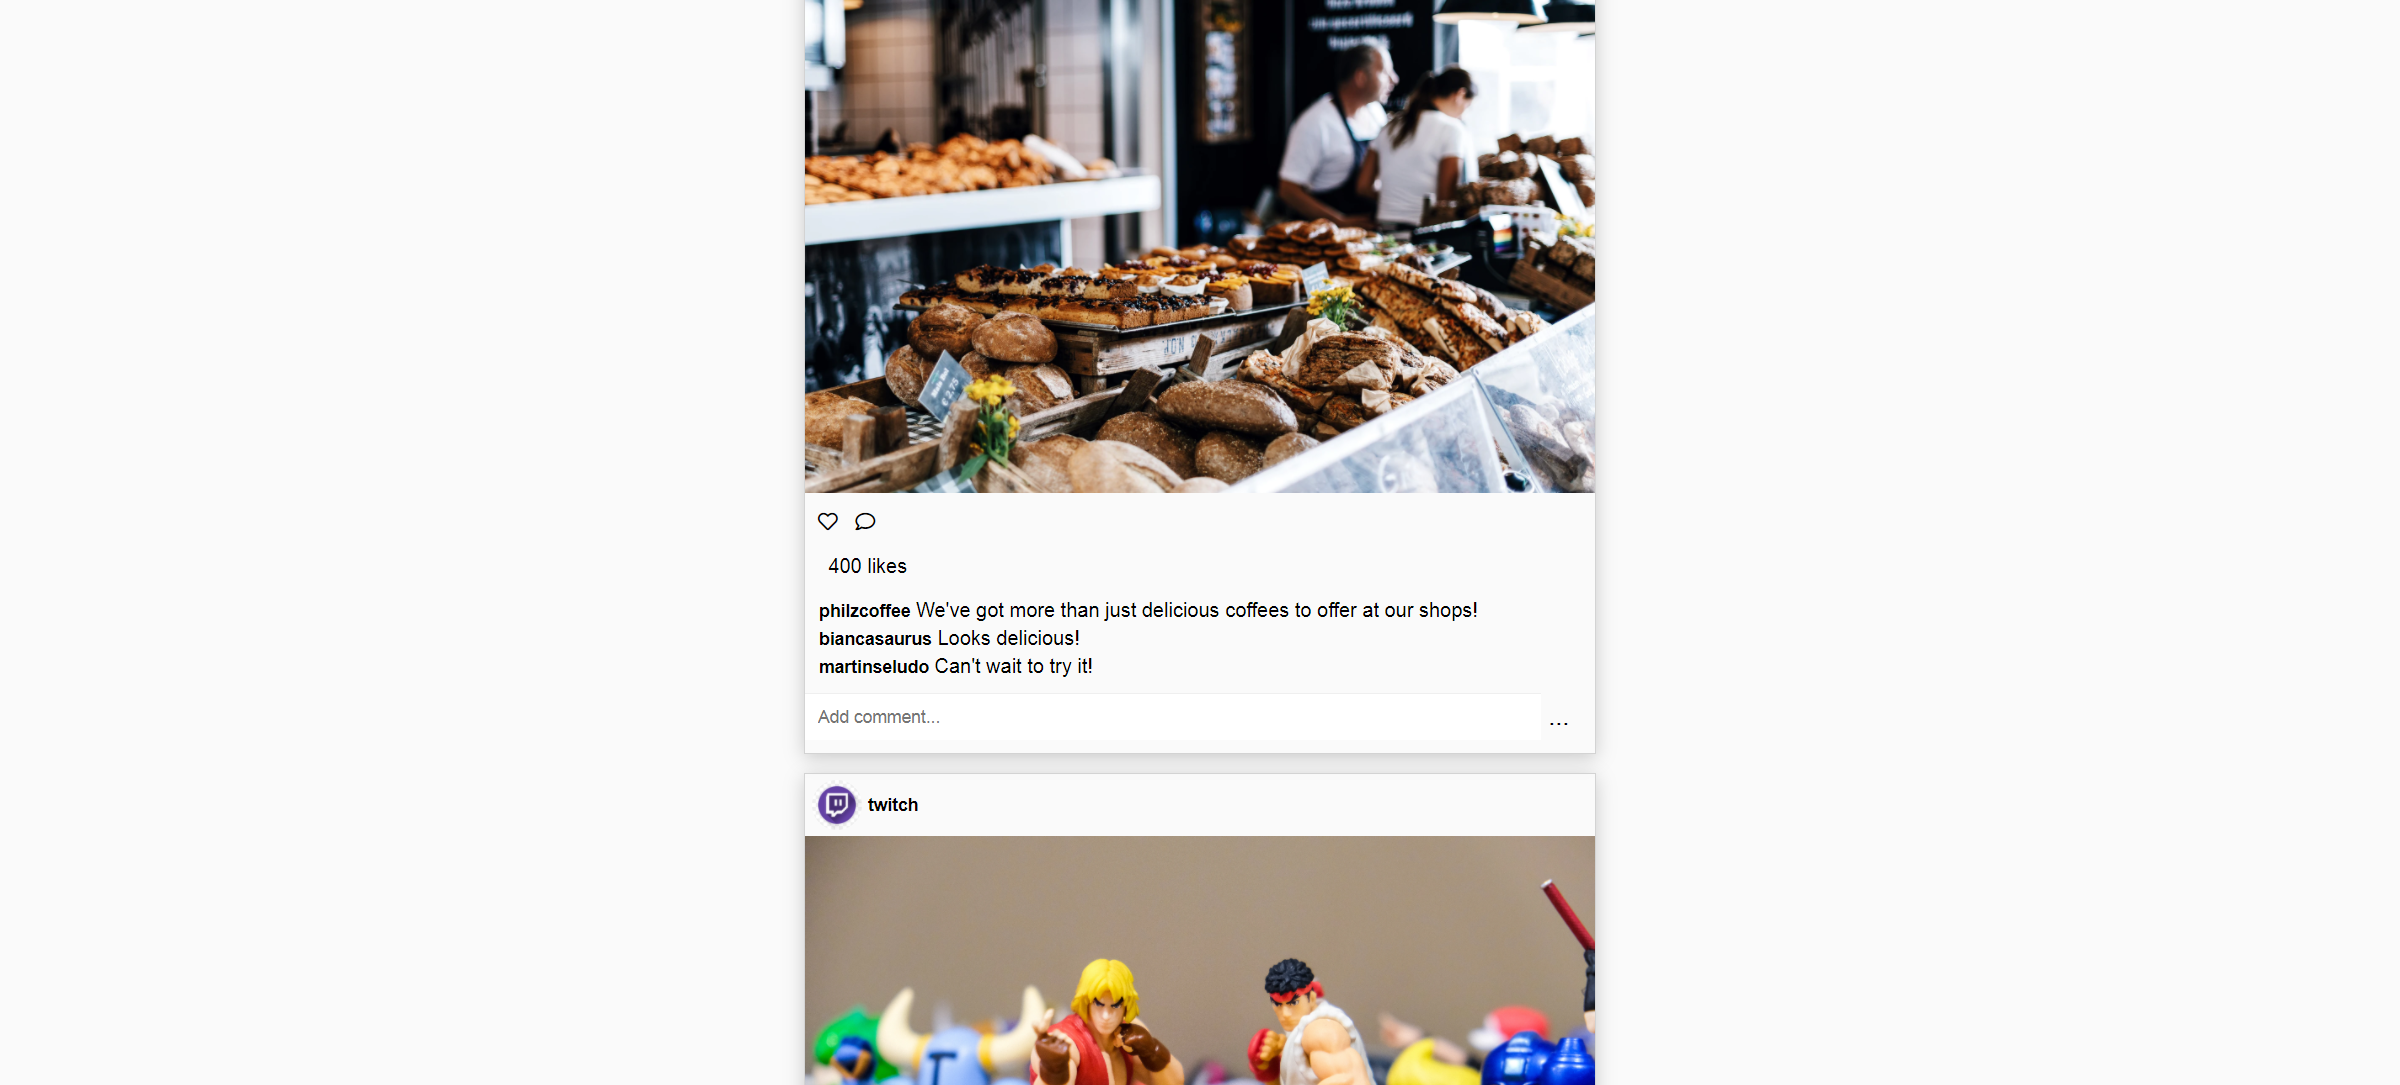 400 likes
philzcoffee We've got more than just delicious coffees to offer at our shops!
biancasaurus Looks delicious!
martinseludo Can't wait to try it!
Add comment...
...
twitch